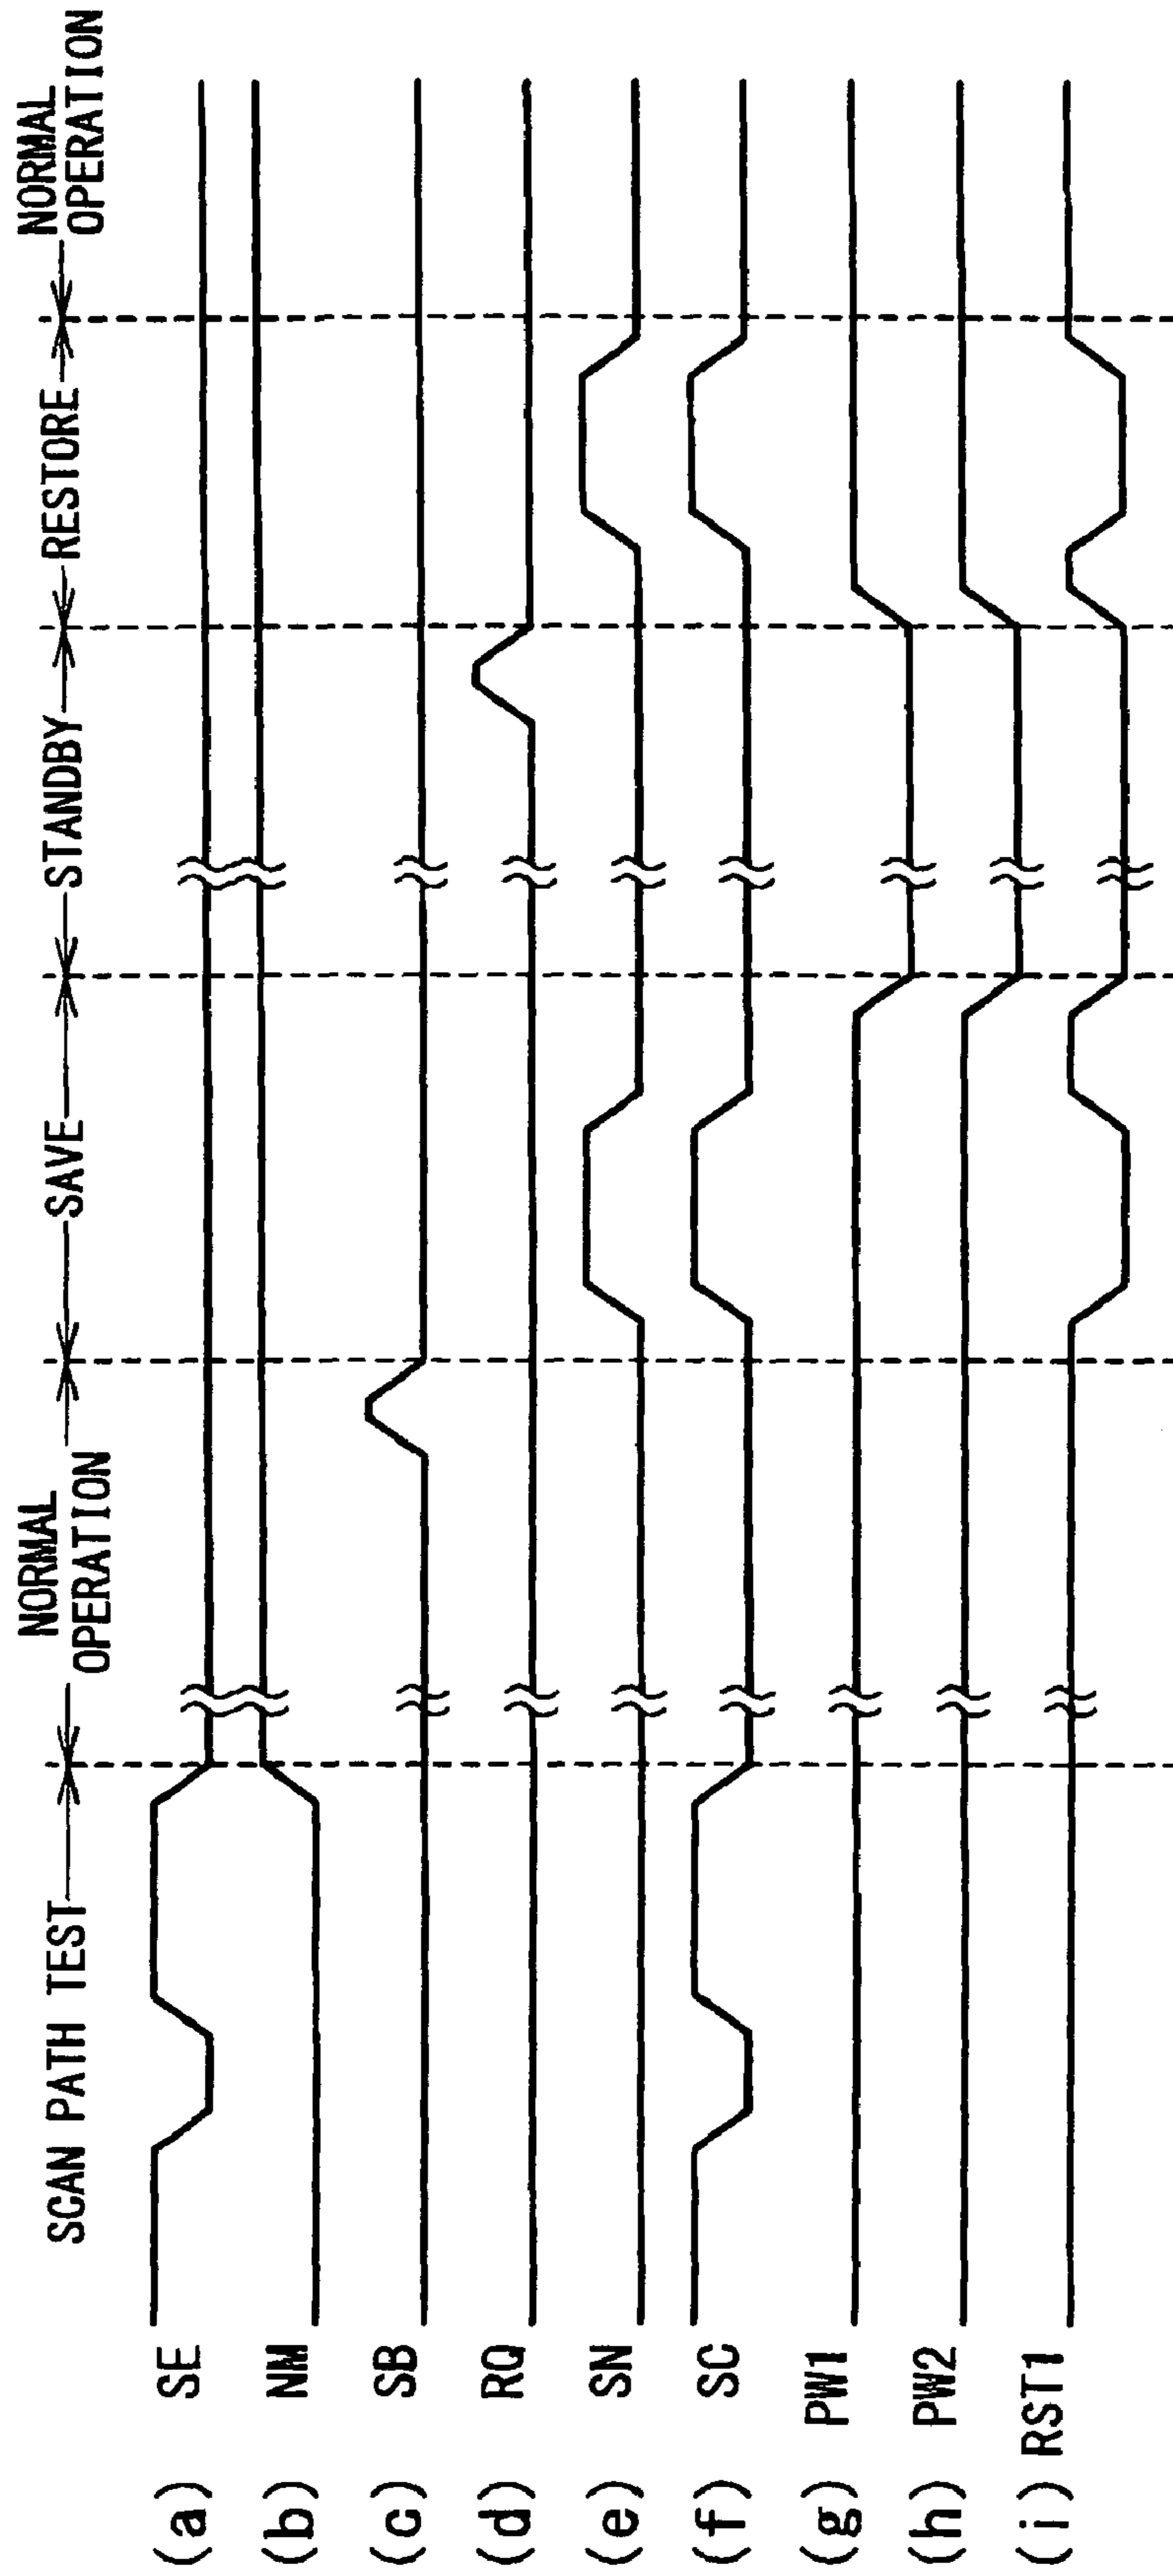 SCAN PATH TEST
NORMAL
OPERATION
SAVE
STANDBY
RESTORE
NORMAL
OPERATION
(a) SE
(b) NM
(c) SB
(d) RQ
(e) SN
(f) SC
(g) PW1
(h) PW2
(i) RST1